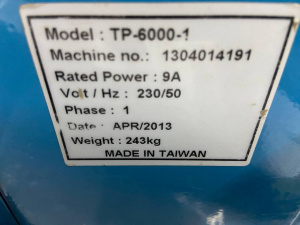 Model : TP-6000-1
Machine no.: 1304014191
Rated Power : 9A
Volt / Hz : 230/50
Phase : 1
Date : APR/2013
Weight : 243kg
MADE IN TAIWAN